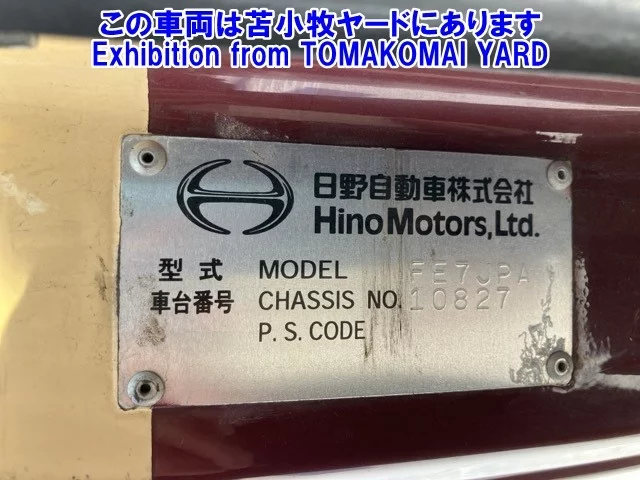 この車両は苫小牧ヤードにあります
Exhibition from TOMAKOMAI YARD
日野自動車株式会社
Hino Motors, Ltd.
型式 MODEL FE7JPA
車台番号 CHASSIS NO. 10827
P. S. CODE